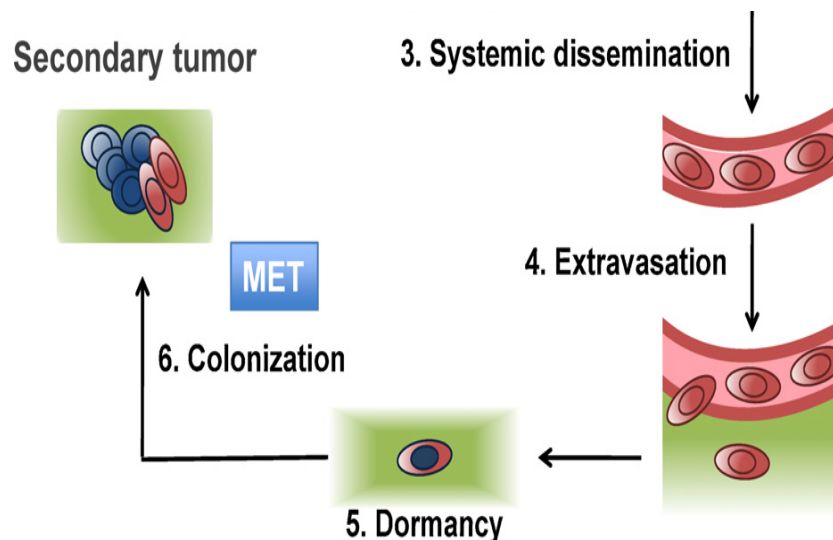 Secondary tumor
3. Systemic dissemination
4. Extravasation
MET
6. Colonization
5. Dormancy